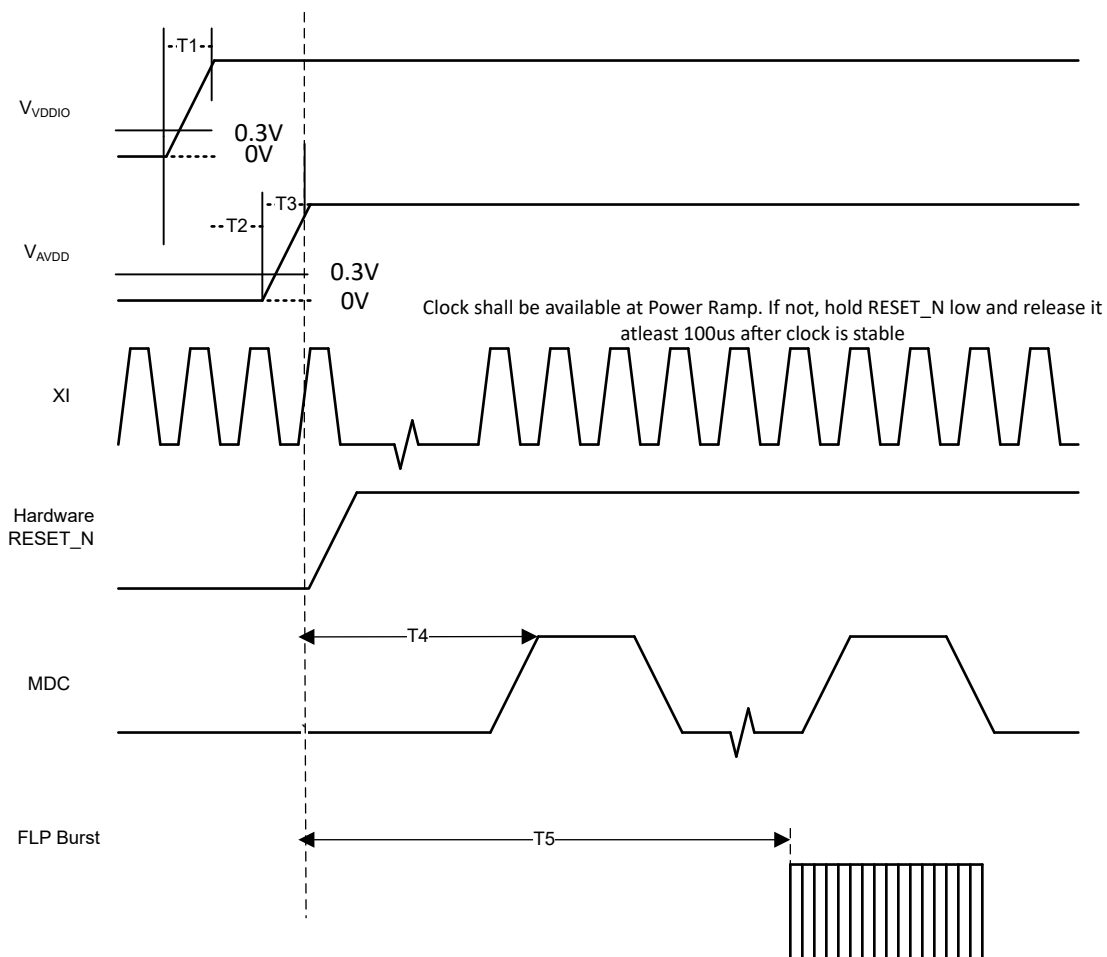 T1
V_VDDIO
0.3V
0V
T3
T2
V_AVDD
0.3V
0V
Clock shall be available at Power Ramp. If not, hold RESET_N low and release it
atleast 100us after clock is stable
XI
Hardware
RESET_N
T4
MDC
FLP Burst
T5